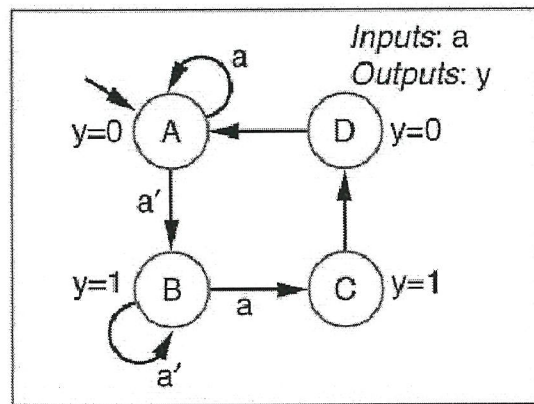 Inputs: a
Outputs: y
a
y=0
A
D
y=0
a′
y=1
B
a
C
y=1
a′